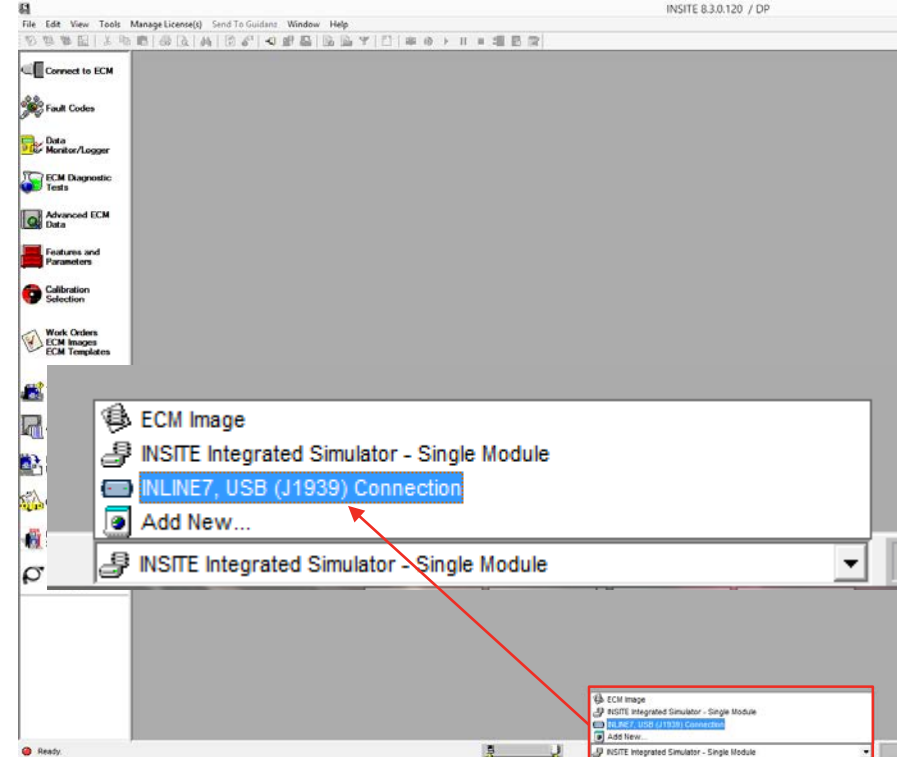 INSITE 8.3.0.120 / DP
File Edit View Tools Manage License(s) Send To Guidanz Window Help
Connect to ECM
Fault Codes
Data
Monitor/Logger
ECM Diagnostic
Tests
Advanced ECM
Data
Features and
Parameters
Calibration
Selection
Work Orders
ECM Images
ECM Templates
ECM Image
INSITE Integrated Simulator - Single Module
INLINE7, USB (J1939) Connection
Add New...
INSITE Integrated Simulator - Single Module
ECM Image
INSITE Integrated Simulator - Single Module
INLINE7, USB (J1939) Connection
Add New...
Ready.
INSITE Integrated Simulator - Single Module